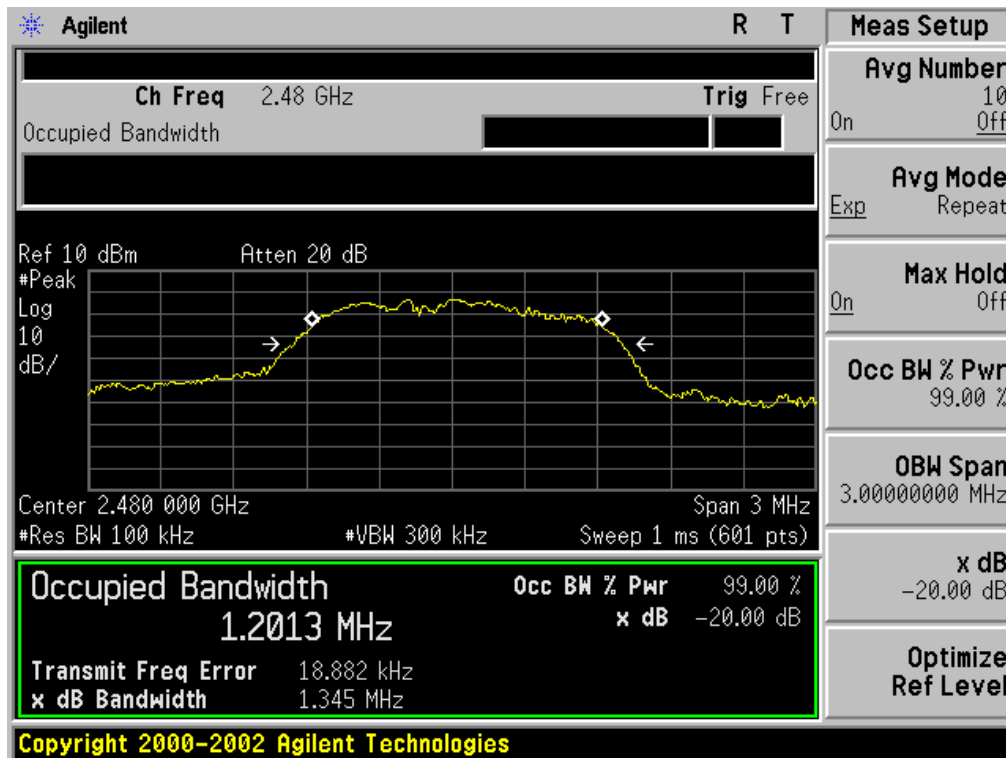 Agilent R T
Ch Freq 2.48 GHz Trig Free
Occupied Bandwidth
Ref 10 dBm Atten 20 dB
#Peak
Log
10
dB/
Center 2.480 000 GHz Span 3 MHz
#Res BW 100 kHz #VBW 300 kHz Sweep 1 ms (601 pts)
Occupied Bandwidth Occ BW % Pwr 99.00 %
1.2013 MHz x dB -20.00 dB
Transmit Freq Error 18.882 kHz
x dB Bandwidth 1.345 MHz
Copyright 2000-2002 Agilent Technologies
Meas Setup
Avg Number
10
On Off
Avg Mode
Exp Repeat
Max Hold
On Off
Occ BW % Pwr
99.00 %
OBW Span
3.00000000 MHz
x dB
-20.00 dB
Optimize
Ref Level